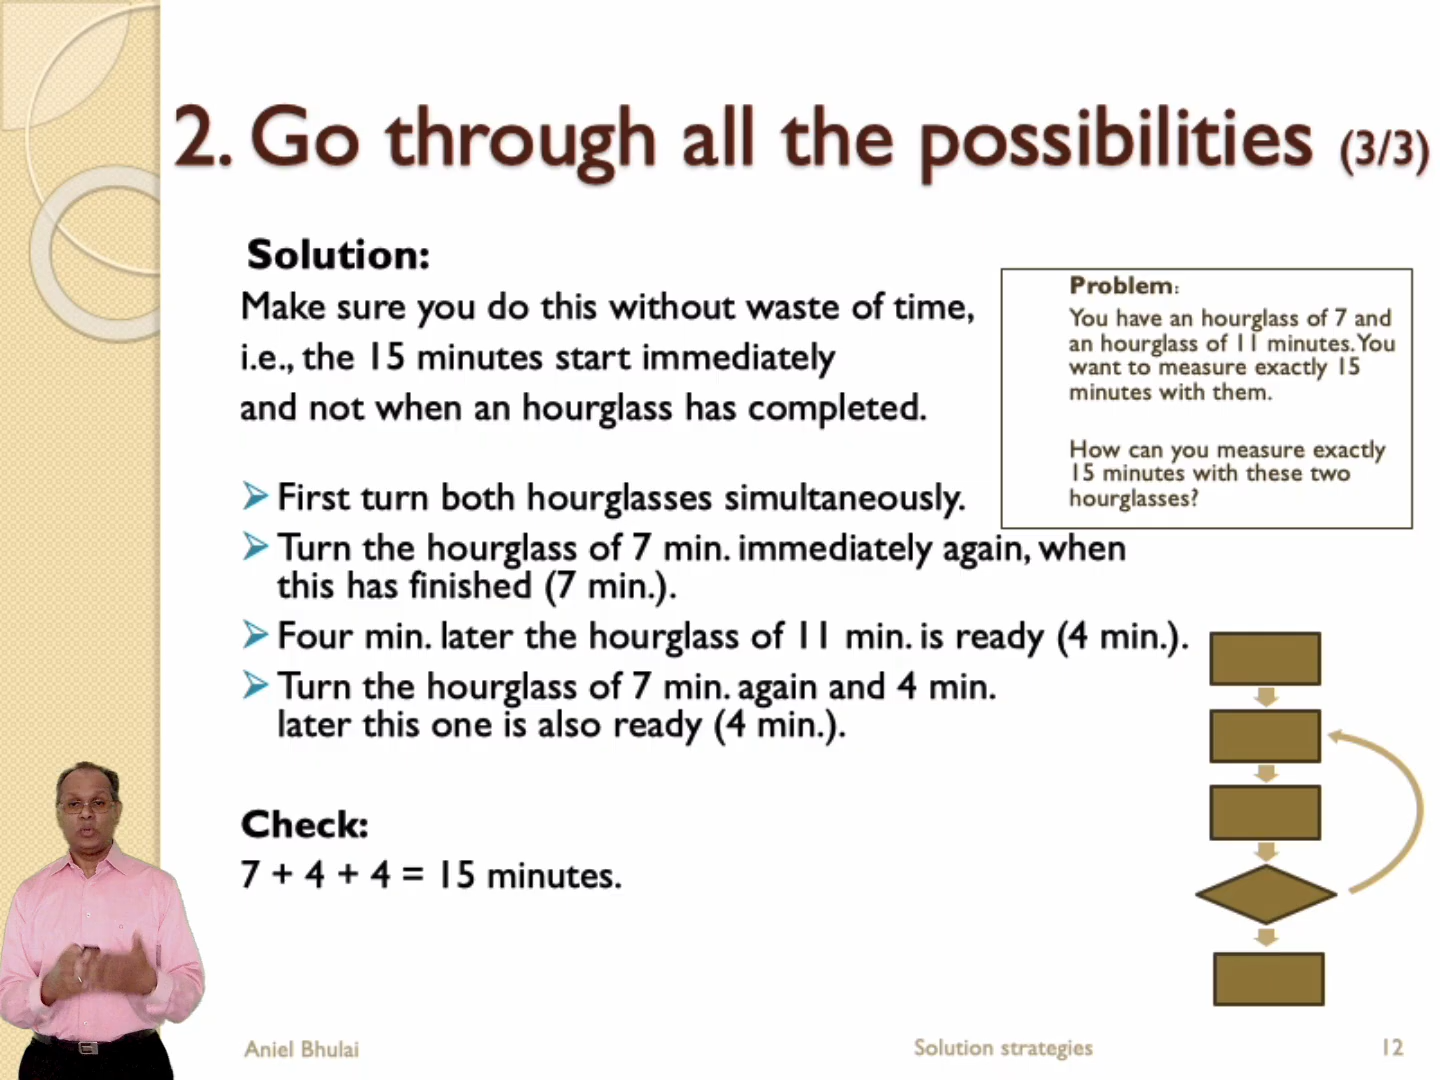 2. Go through all the possibilities (3/3)
Solution:
Make sure you do this without waste of time,
i.e., the 15 minutes start immediately
and not when an hourglass has completed.
First turn both hourglasses simultaneously.
Turn the hourglass of 7 min. immediately again, when
this has finished (7 min.).
Four min. later the hourglass of 11 min. is ready (4 min.).
Turn the hourglass of 7 min. again and 4 min.
later this one is also ready (4 min.).
Check:
7 + 4 + 4 = 15 minutes.
Problem:
You have an hourglass of 7 and
an hourglass of 11 minutes. You
want to measure exactly 15
minutes with them.
How can you measure exactly
15 minutes with these two
hourglasses?
Aniel Bhulai
Solution strategies
12